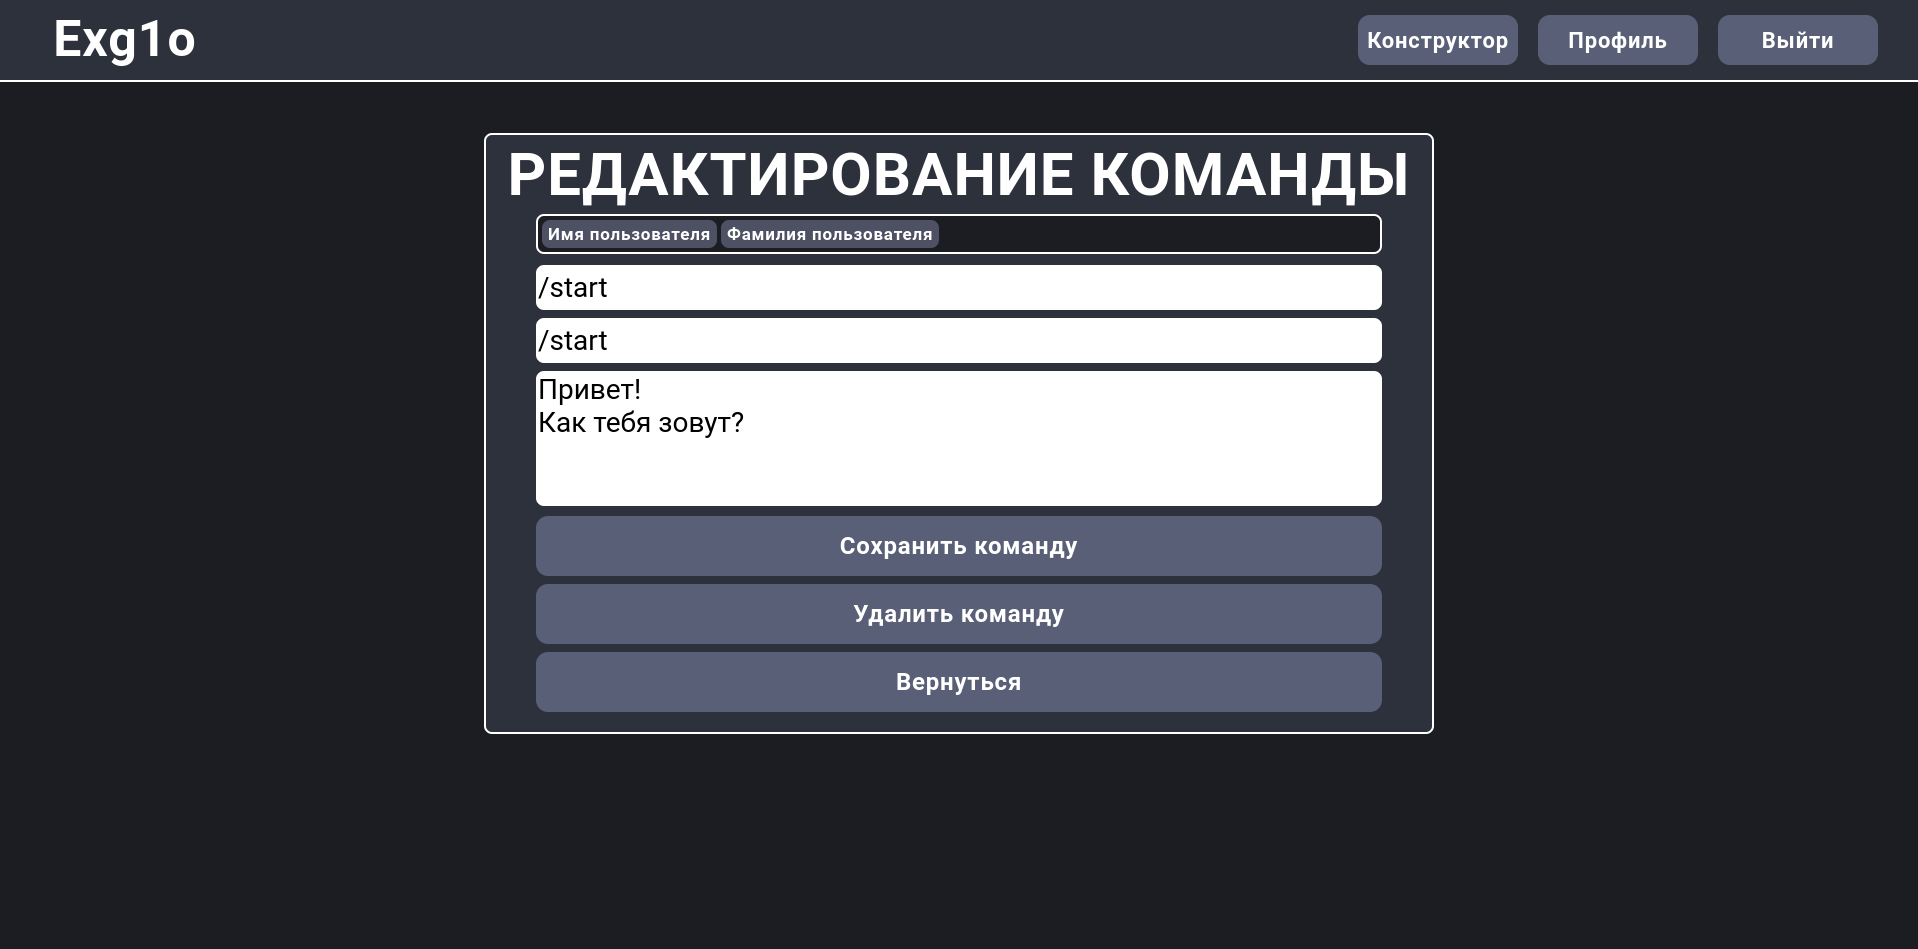 Exg1o
Конструктор
Профиль
Выйти
РЕДАКТИРОВАНИЕ КОМАНДЫ
Имя пользователя
Фамилия пользователя
/start
/start
Привет!
Как тебя зовут?
Сохранить команду
Удалить команду
Вернуться